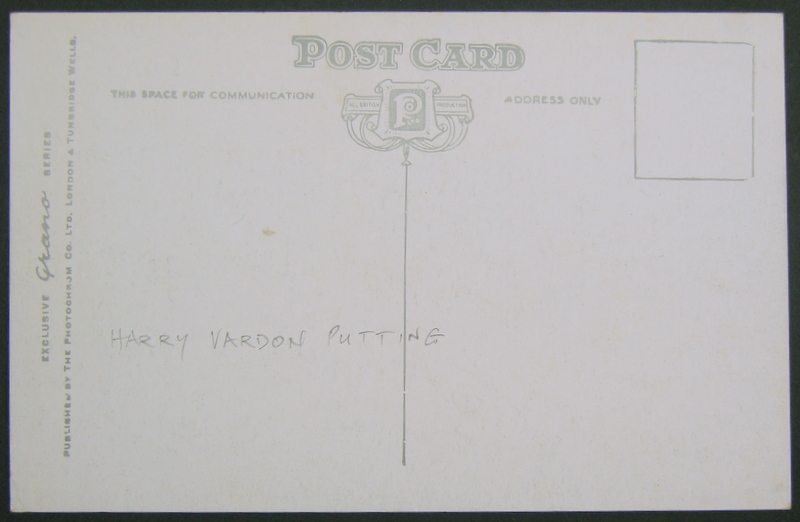 POST CARD
THIS SPACE FOR COMMUNICATION
ALL BRITISH PRODUCTION
P
ADDRESS ONLY
EXCLUSIVE Grano SERIES
PUBLISHED BY THE PHOTOCHROM CO. LTD. LONDON & TUNBRIDGE WELLS.
HARRY VARDON PUTTING